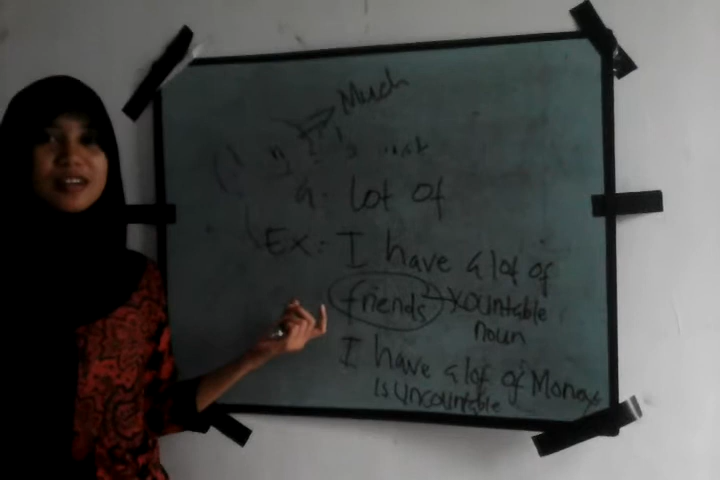 Much
a lot of
EX: I have a lot of
friends → countable
noun
I have a lot of Money
is uncountable